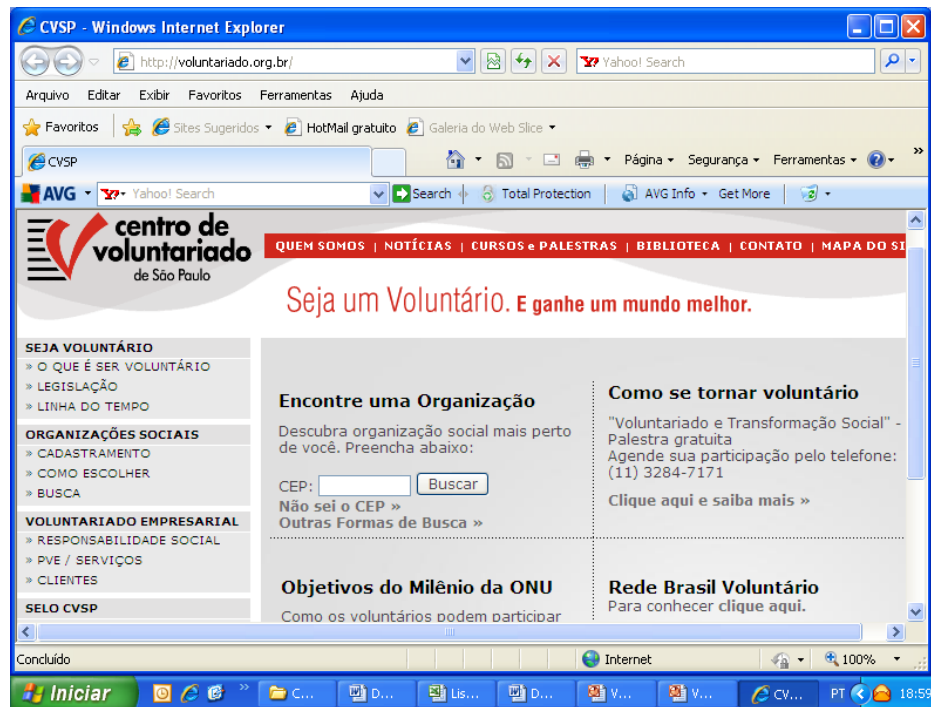 CVSP - Windows Internet Explorer
http://voluntariado.org.br/
Yahoo! Search
Arquivo Editar Exibir Favoritos Ferramentas Ajuda
Favoritos Sites Sugeridos HotMail gratuito Galeria do Web Slice
CVSP Página Segurança Ferramentas »
AVG Yahoo! Search Search Total Protection AVG Info Get More
centro de
voluntariado
de São Paulo
QUEM SOMOS | NOTÍCIAS | CURSOS e PALESTRAS | BIBLIOTECA | CONTATO | MAPA DO SI
Seja um Voluntário. E ganhe um mundo melhor.
SEJA VOLUNTÁRIO
» O QUE É SER VOLUNTÁRIO
» LEGISLAÇÃO
» LINHA DO TEMPO
ORGANIZAÇÕES SOCIAIS
» CADASTRAMENTO
» COMO ESCOLHER
» BUSCA
VOLUNTARIADO EMPRESARIAL
» RESPONSABILIDADE SOCIAL
» PVE / SERVIÇOS
» CLIENTES
SELO CVSP
Encontre uma Organização
Descubra organização social mais perto
de você. Preencha abaixo:
CEP: Buscar
Não sei o CEP »
Outras Formas de Busca »
Como se tornar voluntário
"Voluntariado e Transformação Social" -
Palestra gratuita
Agende sua participação pelo telefone:
(11) 3284-7171
Clique aqui e saiba mais »
Objetivos do Milênio da ONU
Como os voluntários podem participar
Rede Brasil Voluntário
Para conhecer clique aqui.
Concluído Internet 100%
Iniciar » C... D... Lis... D... V... V... CV... PT 18:59